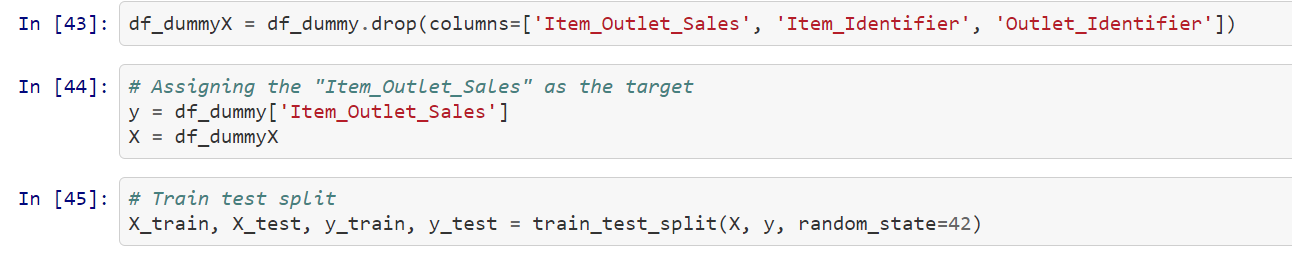 In [43]: df_dummyX = df_dummy.drop(columns=['Item_Outlet_Sales', 'Item_Identifier', 'Outlet_Identifier'])
In [44]: # Assigning the "Item_Outlet_Sales" as the target
y = df_dummy['Item_Outlet_Sales']
X = df_dummyX
In [45]: # Train test split
X_train, X_test, y_train, y_test = train_test_split(X, y, random_state=42)